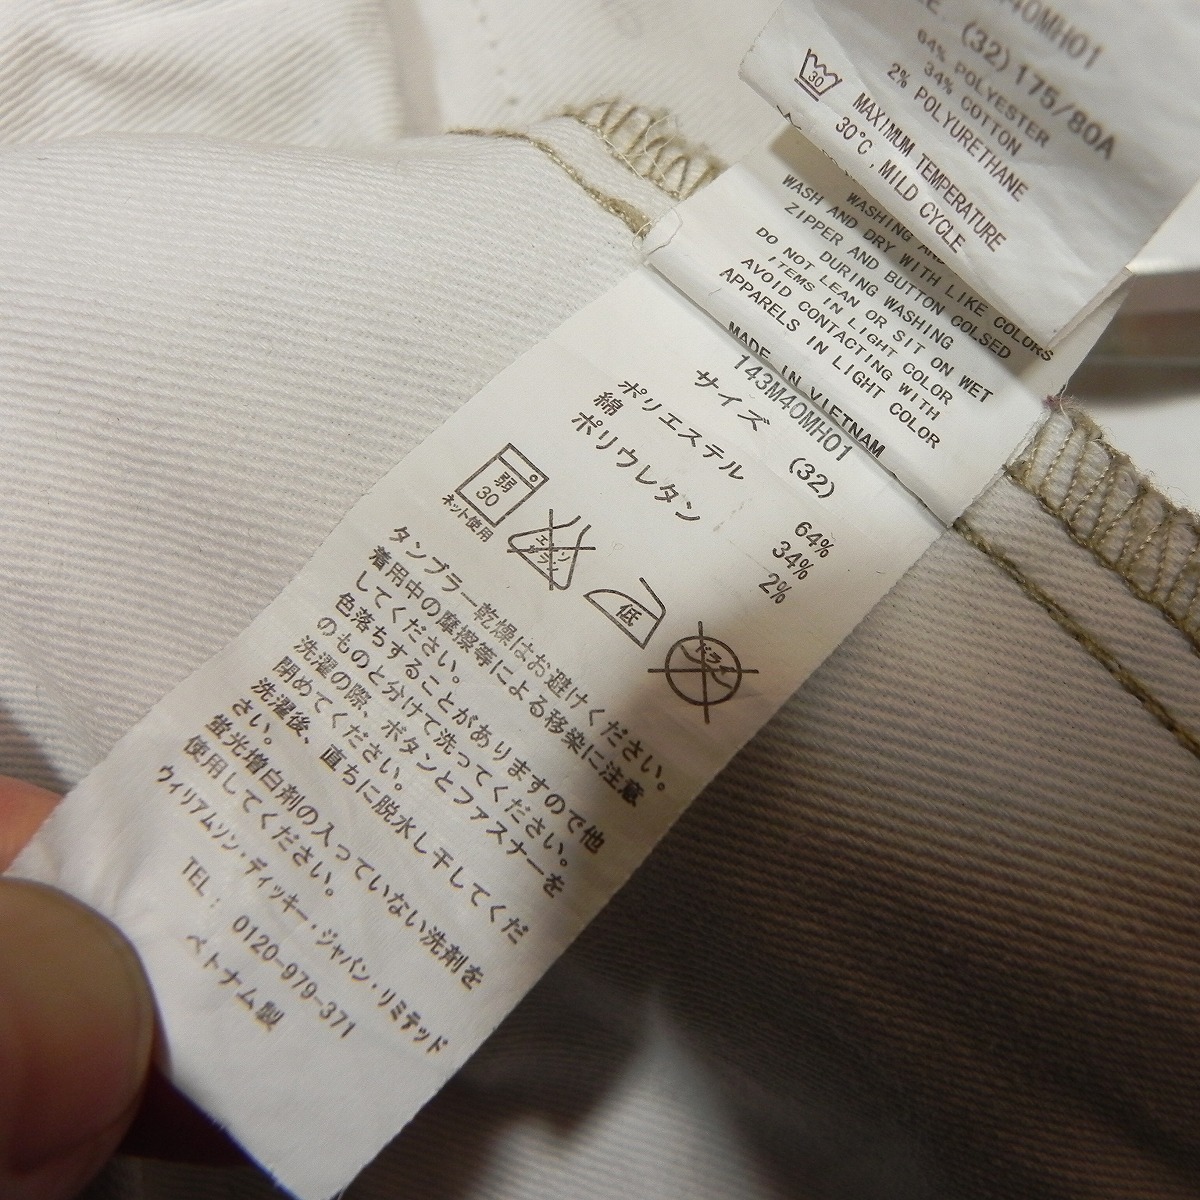 40MH01
(32)175/80A
64% POLYESTER
34% COTTON
2% POLYURETHANE
30
MAXIMUM TEMPERATURE
30°C, MILD CYCLE
WASHING
WASH AND DRY WITH LIKE COLORS
ZIPPER AND BUTTON COLSED
DURING WASHING
DO NOT LEAN OR SIT ON WET
ITEMS IN LIGHT COLOR
AVOID CONTACTING WITH
APPARELS IN LIGHT COLOR
MADE IN VIETNAM
143M40MH01
サイズ (32)
ポリエステル 64%
綿 34%
ポリウレタン 2%
弱
30
ネット使用
エンソ
サラシ
低
ドライ
タンブラー乾燥はお避けください。
着用中の摩擦等による移染に注意
してください。
色落ちすることがありますので他
のものと分けて洗ってください。
洗濯の際、ボタンとファスナーを
閉めてください。
洗濯後、直ちに脱水し干してくだ
さい。
蛍光増白剤の入っていない洗剤を
使用してください。
ウィリアムソン・ディッキー・ジャパン・リミテッド
TEL: 0120-979-371
ベトナム製